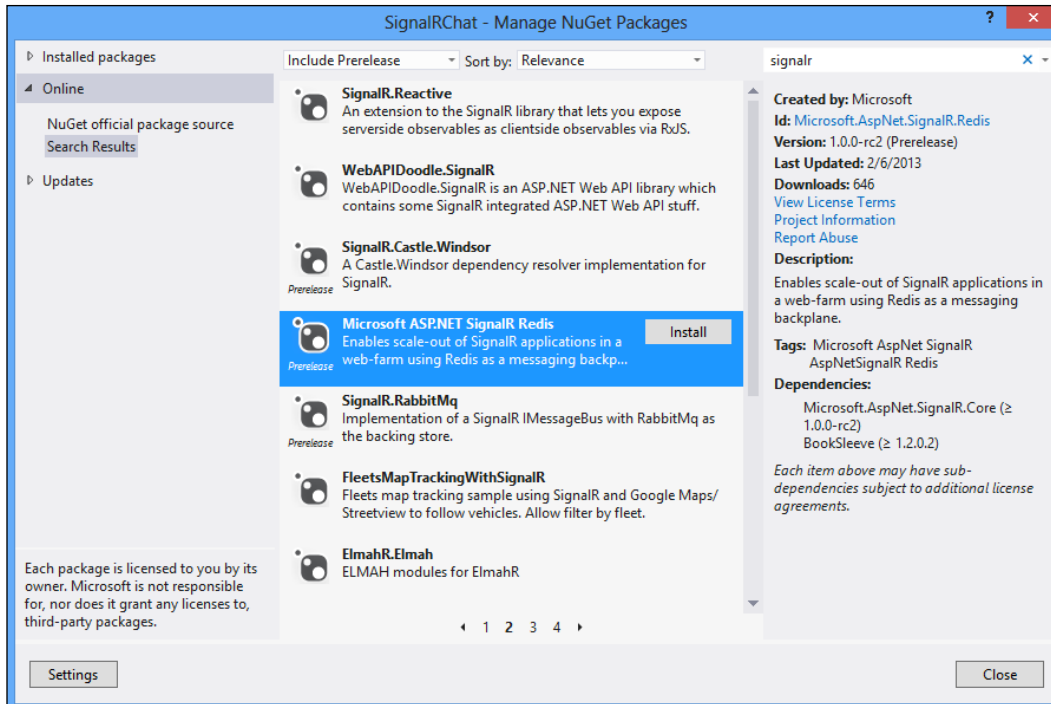 SignalRChat - Manage NuGet Packages
?
Installed packages
Online
NuGet official package source
Search Results
Updates
Each package is licensed to you by its
owner. Microsoft is not responsible
for, nor does it grant any licenses to,
third-party packages.
Include Prerelease
Sort by: Relevance
SignalR.Reactive
An extension to the SignalR library that lets you expose
serverside observables as clientside observables via RxJS.
WebAPIDoodle.SignalR
WebAPIDoodle.SignalR is an ASP.NET Web API library which
contains some SignalR integrated ASP.NET Web API stuff.
SignalR.Castle.Windsor
A Castle.Windsor dependency resolver implementation for
Prerelease SignalR.
Microsoft ASP.NET SignalR Redis
Install
Enables scale-out of SignalR applications in a
Prerelease web-farm using Redis as a messaging backp...
SignalR.RabbitMq
Implementation of a SignalR IMessageBus with RabbitMq as
Prerelease the backing store.
FleetsMapTrackingWithSignalR
Fleets map tracking sample using SignalR and Google Maps/
Streetview to follow vehicles. Allow filter by fleet.
ElmahR.Elmah
ELMAH modules for ElmahR
1 2 3 4
signalr
Created by: Microsoft
Id: Microsoft.AspNet.SignalR.Redis
Version: 1.0.0-rc2 (Prerelease)
Last Updated: 2/6/2013
Downloads: 646
View License Terms
Project Information
Report Abuse
Description:
Enables scale-out of SignalR applications in
a web-farm using Redis as a messaging
backplane.
Tags: Microsoft AspNet SignalR
AspNetSignalR Redis
Dependencies:
Microsoft.AspNet.SignalR.Core (≥
1.0.0-rc2)
BookSleeve (≥ 1.2.0.2)
Each item above may have sub-
dependencies subject to additional license
agreements.
Settings
Close